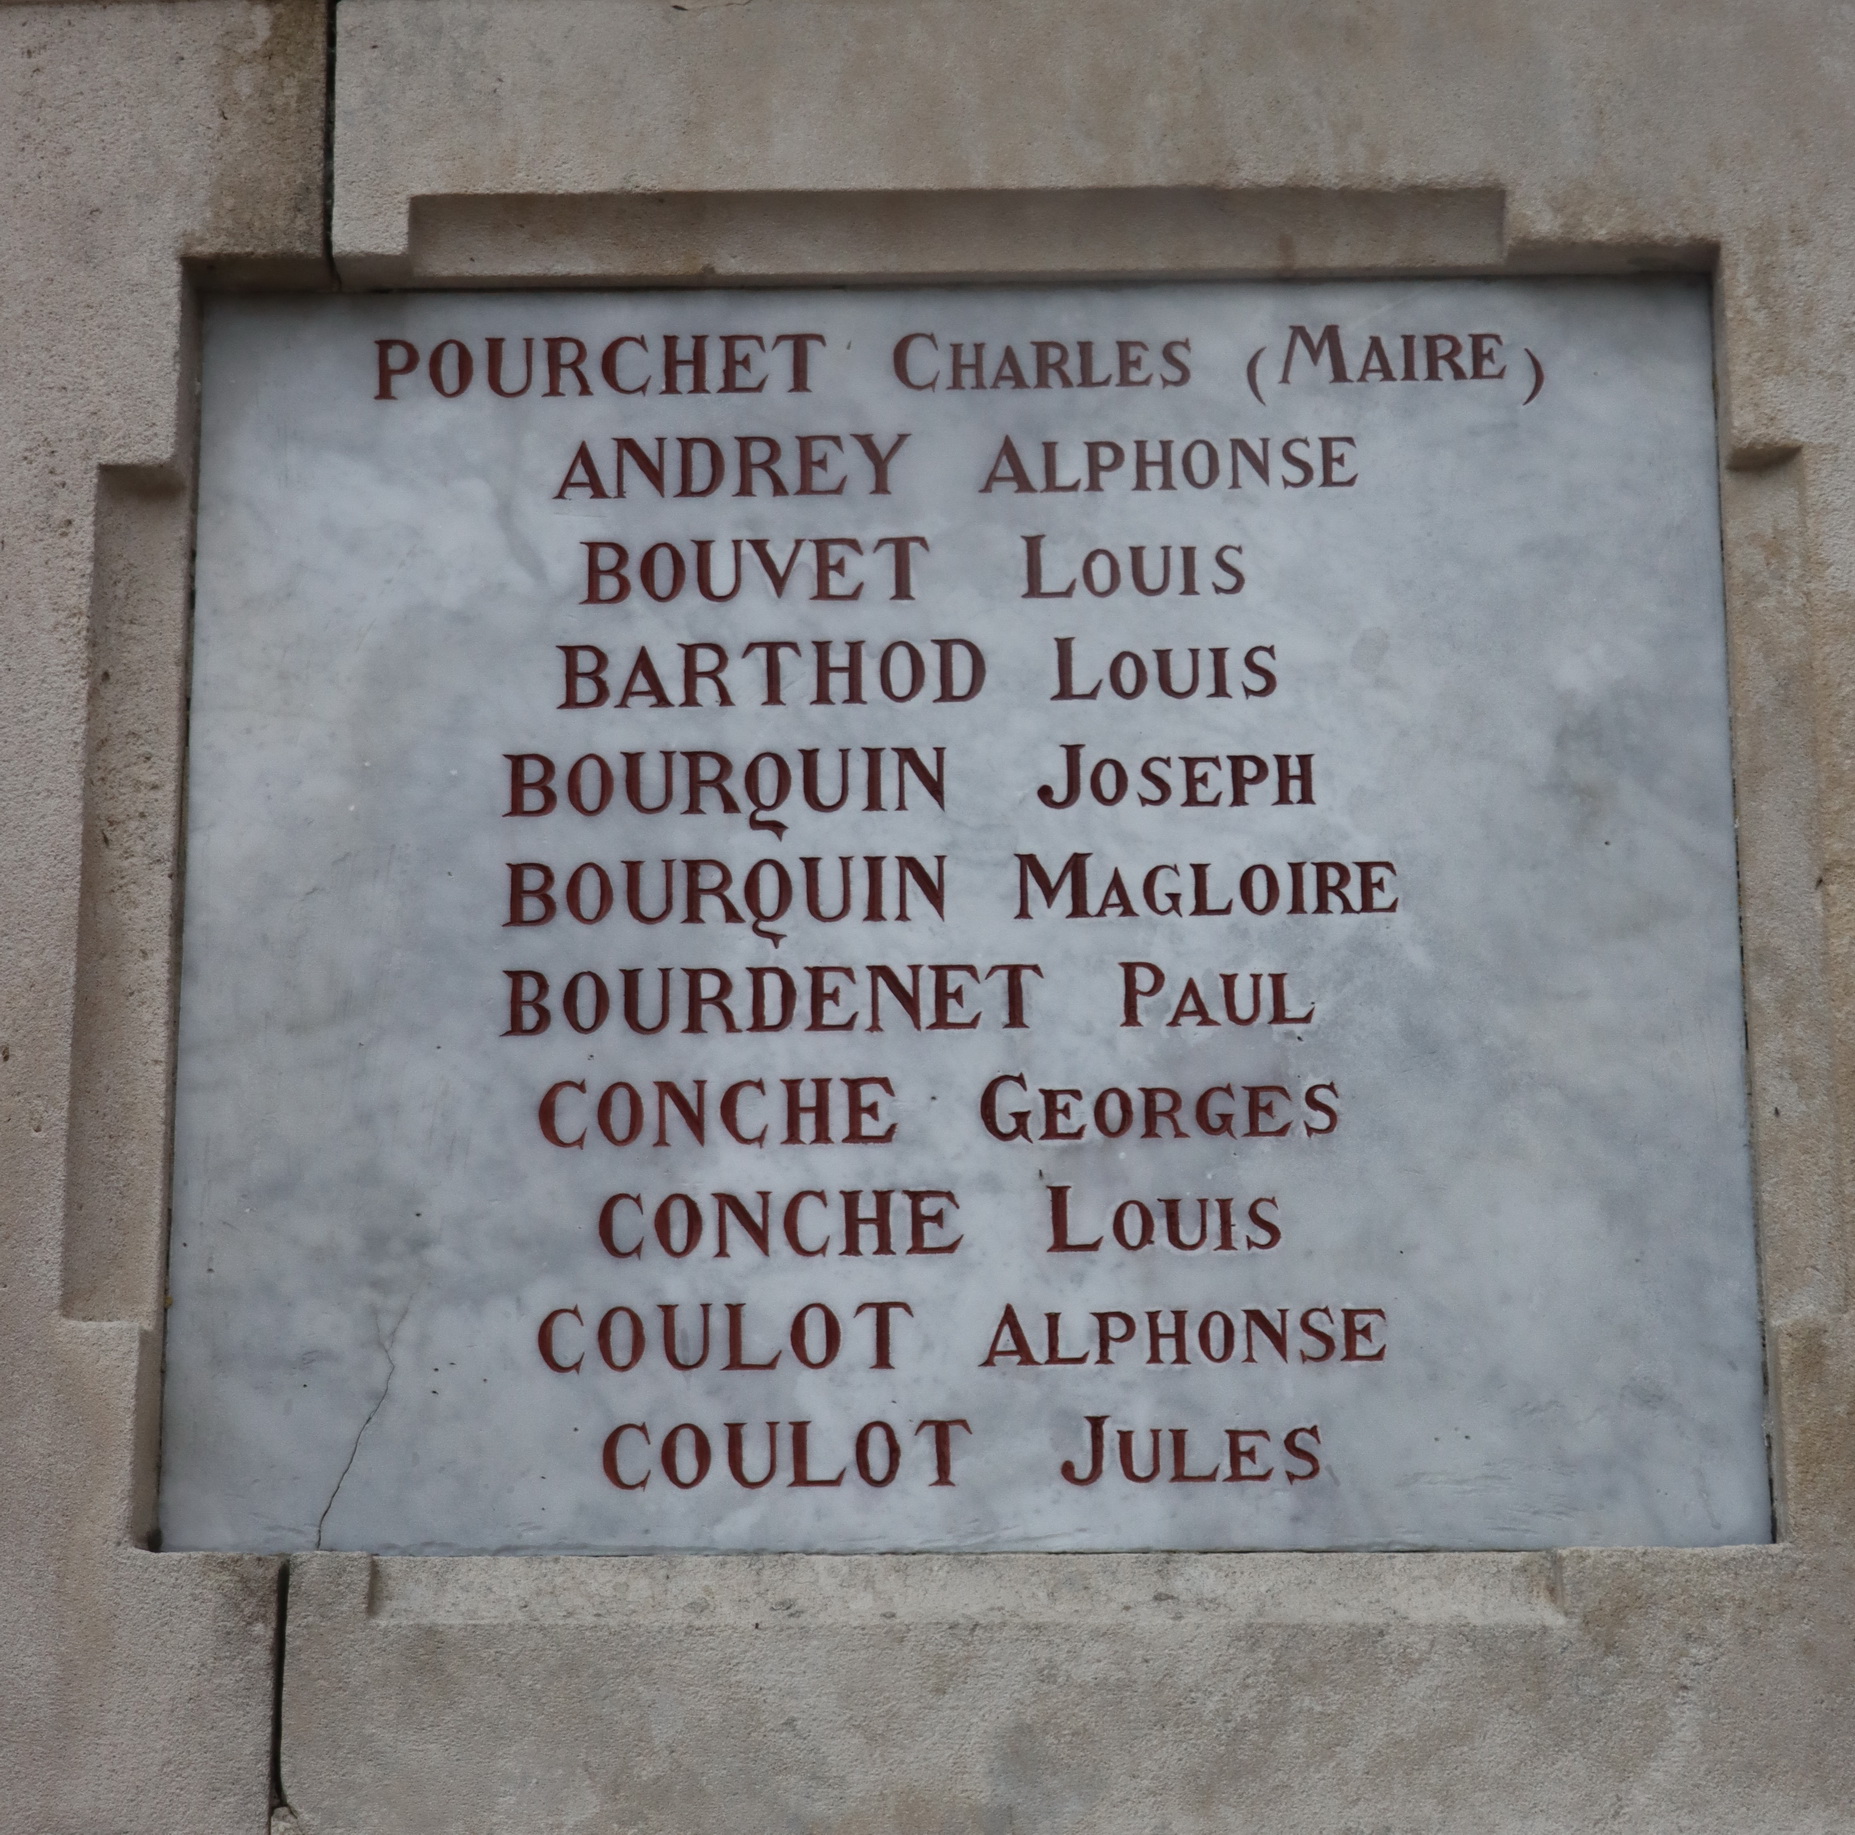 POURCHET CHARLES (MAIRE)
ANDREY ALPHONSE
BOUVET LOUIS
BARTHOD LOUIS
BOURQUIN JOSEPH
BOURQUIN MAGLOIRE
BOURDENET PAUL
CONCHE GEORGES
CONCHE LOUIS
COULOT ALPHONSE
COULOT JULES